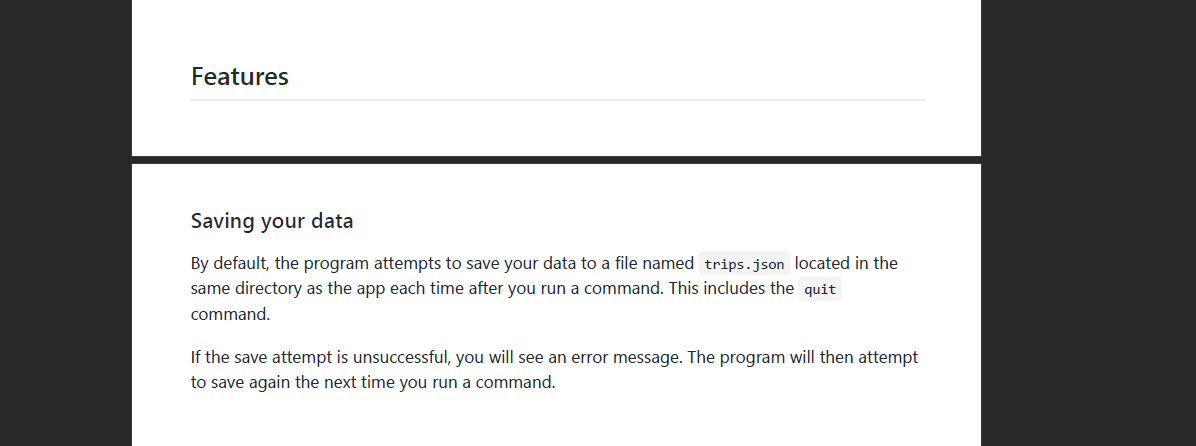 Features
Saving your data
By default, the program attempts to save your data to a file named trips.json located in the
same directory as the app each time after you run a command. This includes the quit
command.
If the save attempt is unsuccessful, you will see an error message. The program will then attempt
to save again the next time you run a command.